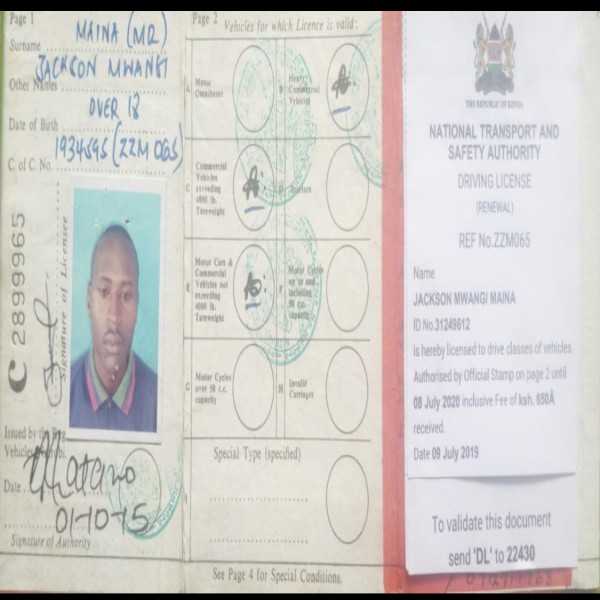 Page 1
Surname MAINA (MR)
JACKSON MWANGI
Other Names
Date of Birth OVER 18
C. of C. No. 1934595 (ZZM 065)
C 2899965
Signature of Licensee
Issued by the Reg.
Vehicles
Date 01-10-15
Signature of Authority
Page 2 Vehicles for which Licence is valid:
A Motor Omnibuses
B Heavy Commercial Vehicles
C Commercial Vehicles exceeding 4000 lb. Tareweight
D Tractors
E Motor Cars & Commercial Vehicles not exceeding 4000 lb. Tareweight
F Motor Cycles up to and including 50 c.c. capacity
G Motor Cycles over 50 c.c. capacity
H Invalid Carriages
Special Type (specified)
See Page 4 for Special Conditions.
THE REPUBLIC OF KENYA
NATIONAL TRANSPORT AND
SAFETY AUTHORITY
DRIVING LICENSE
(RENEWAL)
REF No.ZZM065
Name
JACKSON MWANGI MAINA
ID No.31249612
is hereby licensed to drive classes of vehicles
Authorised by Official Stamp on page 2 until
08 July 2020 inclusive Fee of ksh. 650Â
received.
Date 09 July 2019
To validate this document
send 'DL' to 22430